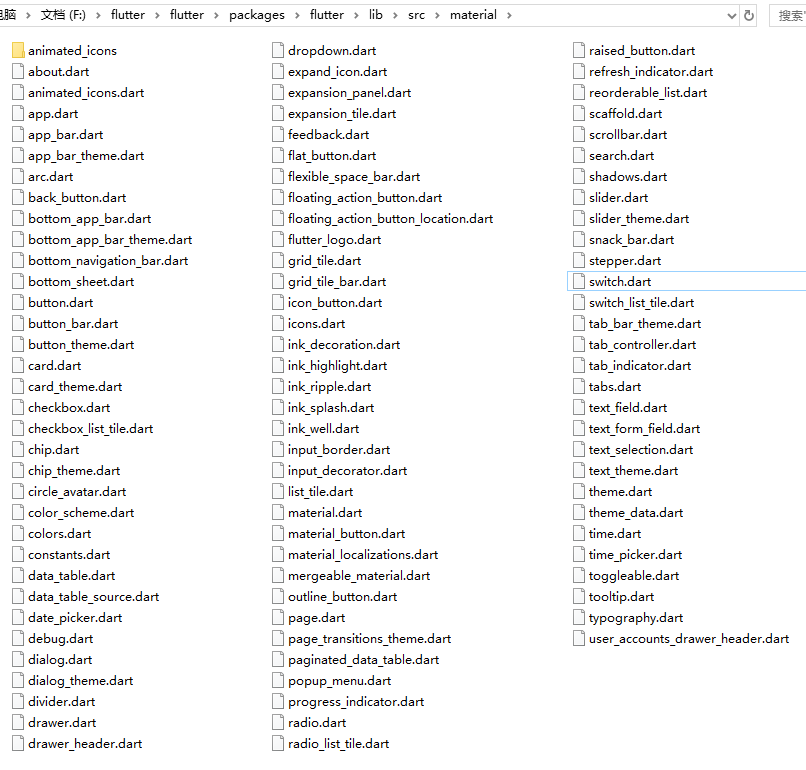 电脑 › 文档 (F:) › flutter › flutter › packages › flutter › lib › src › material ›
搜索"
animated_icons
about.dart
animated_icons.dart
app.dart
app_bar.dart
app_bar_theme.dart
arc.dart
back_button.dart
bottom_app_bar.dart
bottom_app_bar_theme.dart
bottom_navigation_bar.dart
bottom_sheet.dart
button.dart
button_bar.dart
button_theme.dart
card.dart
card_theme.dart
checkbox.dart
checkbox_list_tile.dart
chip.dart
chip_theme.dart
circle_avatar.dart
color_scheme.dart
colors.dart
constants.dart
data_table.dart
data_table_source.dart
date_picker.dart
debug.dart
dialog.dart
dialog_theme.dart
divider.dart
drawer.dart
drawer_header.dart
dropdown.dart
expand_icon.dart
expansion_panel.dart
expansion_tile.dart
feedback.dart
flat_button.dart
flexible_space_bar.dart
floating_action_button.dart
floating_action_button_location.dart
flutter_logo.dart
grid_tile.dart
grid_tile_bar.dart
icon_button.dart
icons.dart
ink_decoration.dart
ink_highlight.dart
ink_ripple.dart
ink_splash.dart
ink_well.dart
input_border.dart
input_decorator.dart
list_tile.dart
material.dart
material_button.dart
material_localizations.dart
mergeable_material.dart
outline_button.dart
page.dart
page_transitions_theme.dart
paginated_data_table.dart
popup_menu.dart
progress_indicator.dart
radio.dart
radio_list_tile.dart
raised_button.dart
refresh_indicator.dart
reorderable_list.dart
scaffold.dart
scrollbar.dart
search.dart
shadows.dart
slider.dart
slider_theme.dart
snack_bar.dart
stepper.dart
switch.dart
switch_list_tile.dart
tab_bar_theme.dart
tab_controller.dart
tab_indicator.dart
tabs.dart
text_field.dart
text_form_field.dart
text_selection.dart
text_theme.dart
theme.dart
theme_data.dart
time.dart
time_picker.dart
toggleable.dart
tooltip.dart
typography.dart
user_accounts_drawer_header.dart